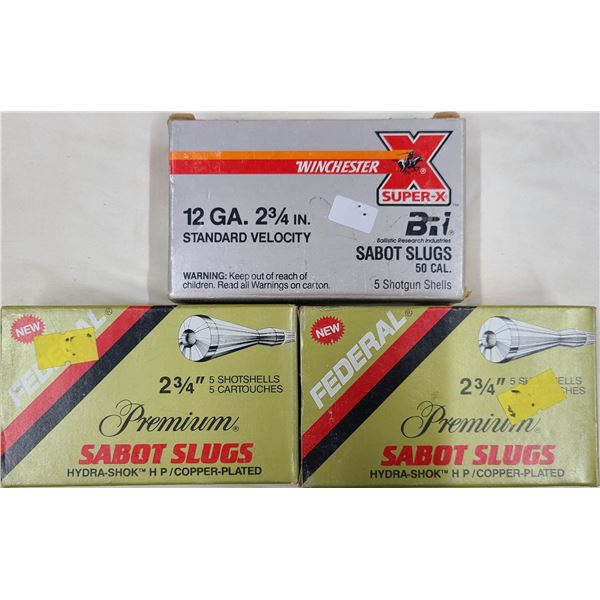 WINCHESTER
X
SUPER-X™
12 GA. 2¾ IN.
STANDARD VELOCITY
BRI®
Ballistic Research Industries
SABOT SLUGS
50 CAL.
WARNING: Keep out of reach of
children. Read all Warnings on carton.
5 Shotgun Shells
NEW
FEDERAL®
2¾" 5 SHOTSHELLS
5 CARTOUCHES
Premium®
SABOT SLUGS
HYDRA-SHOK™ H P / COPPER-PLATED
NEW
FEDERAL®
2¾" 5
Premium®
SABOT SLUGS
HYDRA-SHOK™ H P / COPPER-PLATED